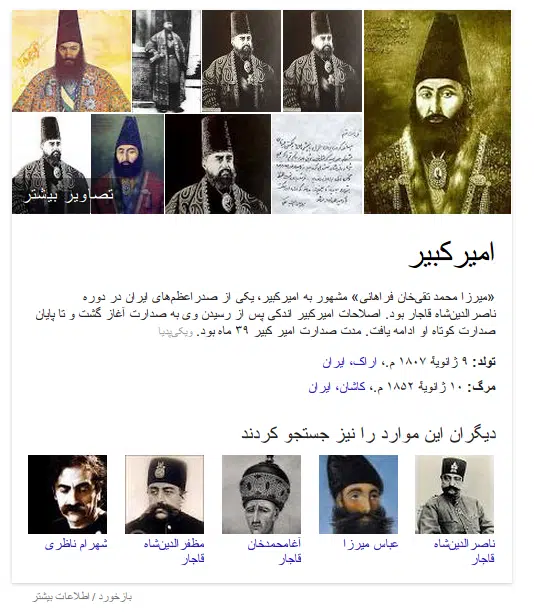 تصاویر بیشتر
امیرکبیر
«میرزا محمد تقی‌خان فراهانی» مشهور به امیرکبیر، یکی از صدراعظم‌های ایران در دوره
ناصرالدین‌شاه قاجار بود. اصلاحات امیرکبیر اندکی پس از رسیدن وی به صدارت آغاز گشت و تا پایان
صدارت کوتاه او ادامه یافت. مدت صدارت امیر کبیر ۳۹ ماه بود. ویکی‌پدیا
تولد: ۹ ژانویهٔ ۱۸۰۷ م.، اراک، ایران
مرگ: ۱۰ ژانویهٔ ۱۸۵۲ م.، کاشان، ایران
دیگران این موارد را نیز جستجو کردند
ناصرالدین‌شاه
قاجار
عباس میرزا
آغامحمدخان
قاجار
مظفرالدین‌شاه
قاجار
شهرام ناظری
بازخورد / اطلاعات بیشتر